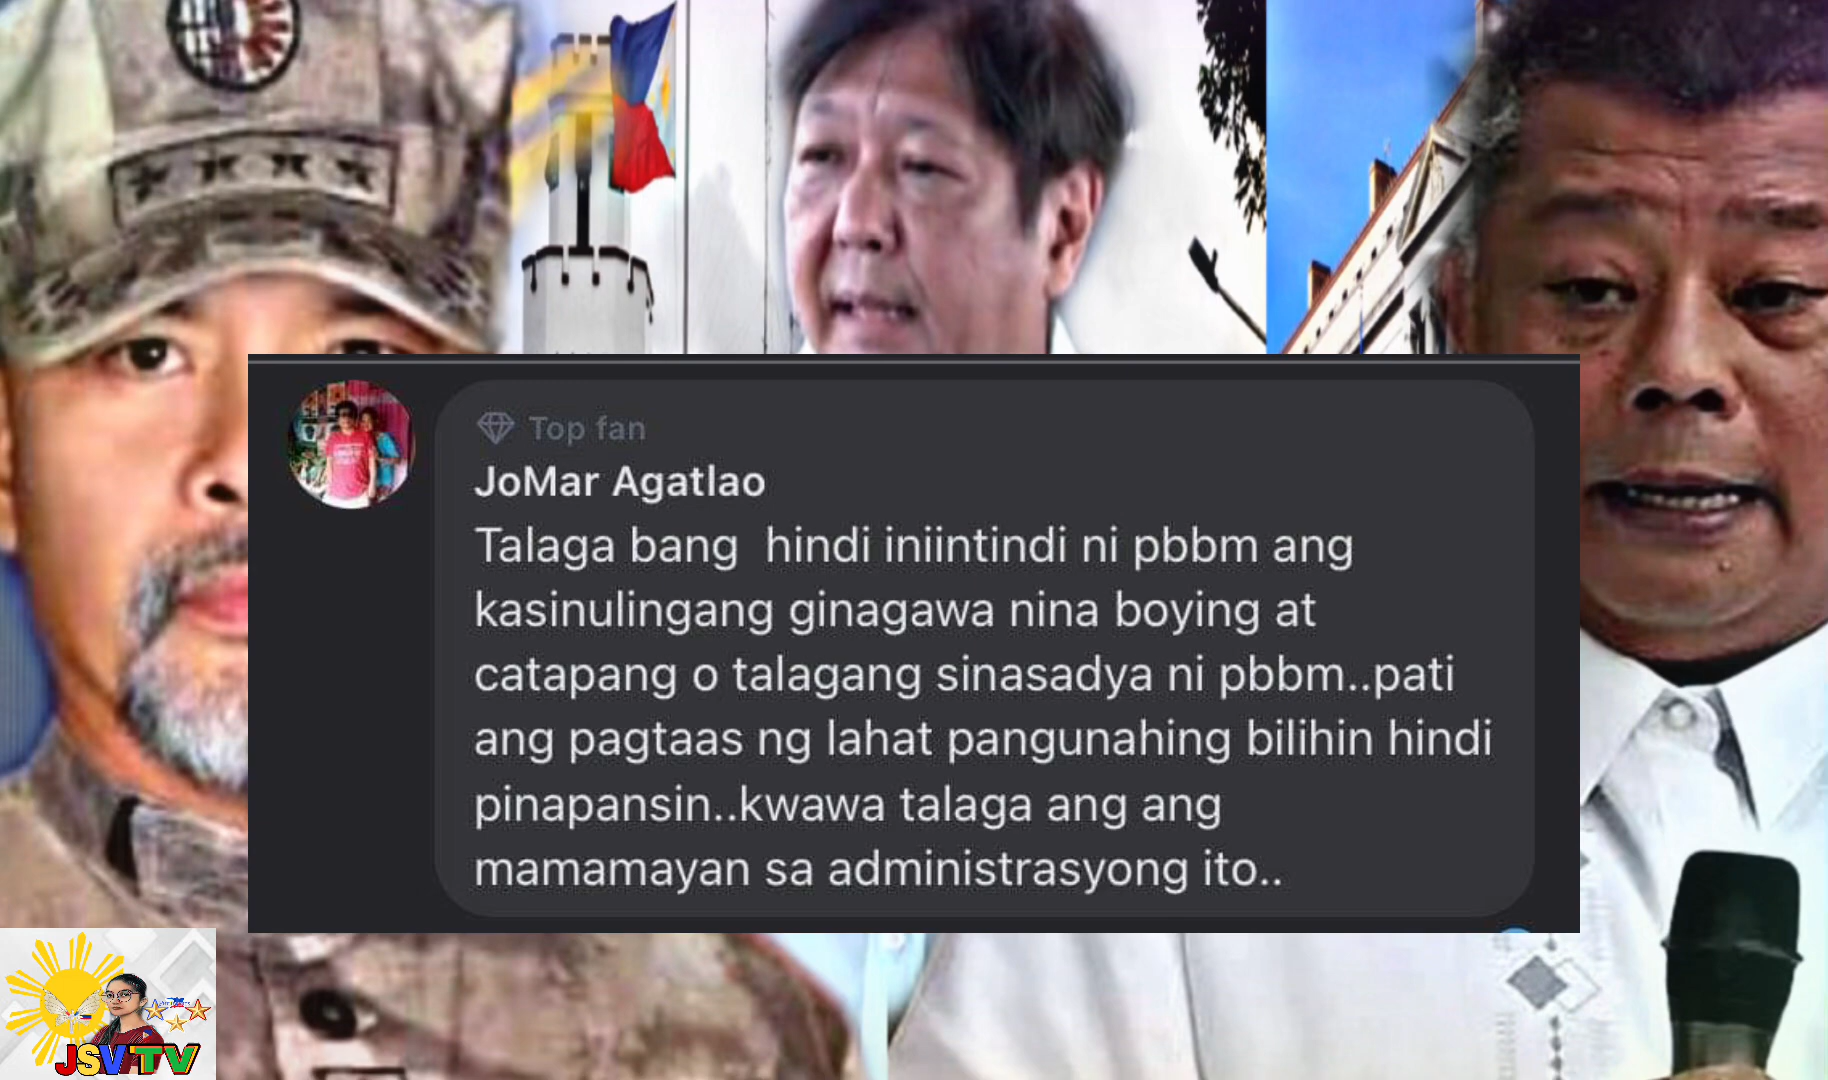 Top fan
JoMar Agatlao
Talaga bang  hindi iniintindi ni pbbm ang
kasinulingang ginagawa nina boying at
catapang o talagang sinasadya ni pbbm..pati
ang pagtaas ng lahat pangunahing bilihin hindi
pinapansin..kwawa talaga ang ang
mamamayan sa administrasyong ito..
JSV TV